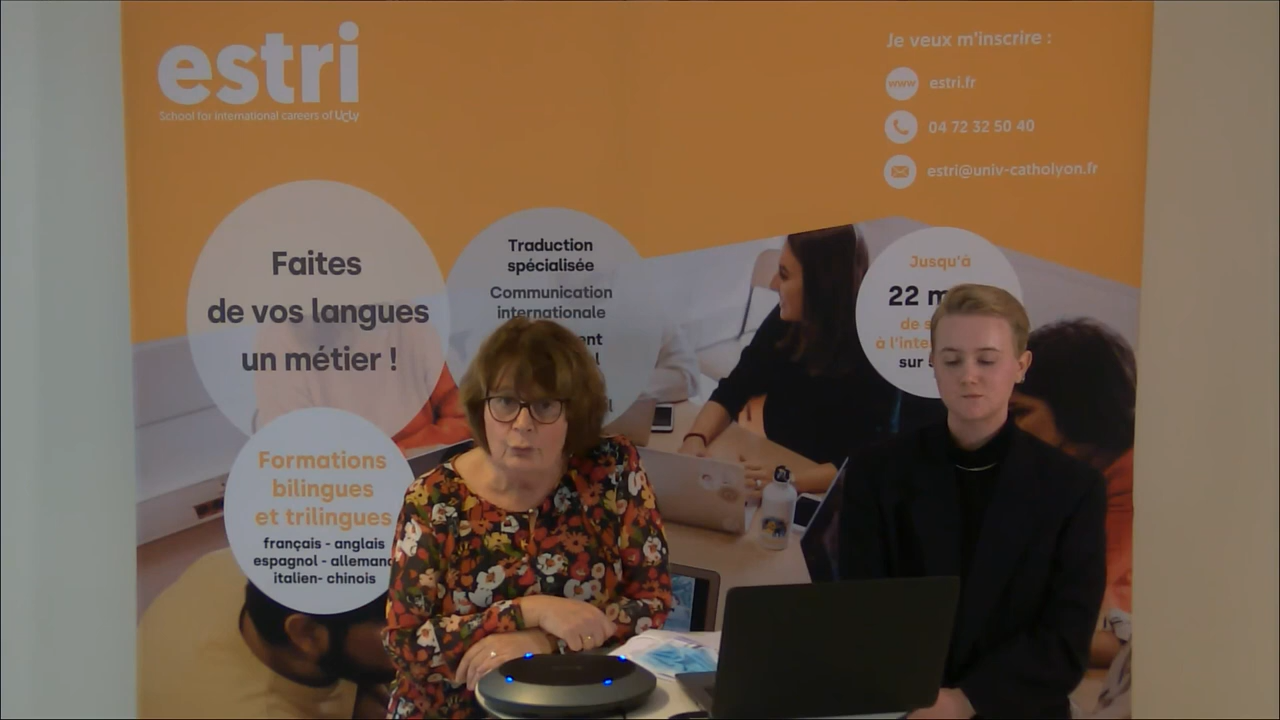 estri
School for international careers of UCLy
Je veux m'inscrire :
www
estri.fr
04 72 32 50 40
estri@univ-catholyon.fr
Faites
de vos langues
un métier !
Traduction
spécialisée
Communication
internationale
Jusqu'à
22
de
à
sur
Formations
bilingues
et trilingues
français - anglais
espagnol - allemand
italien- chinois